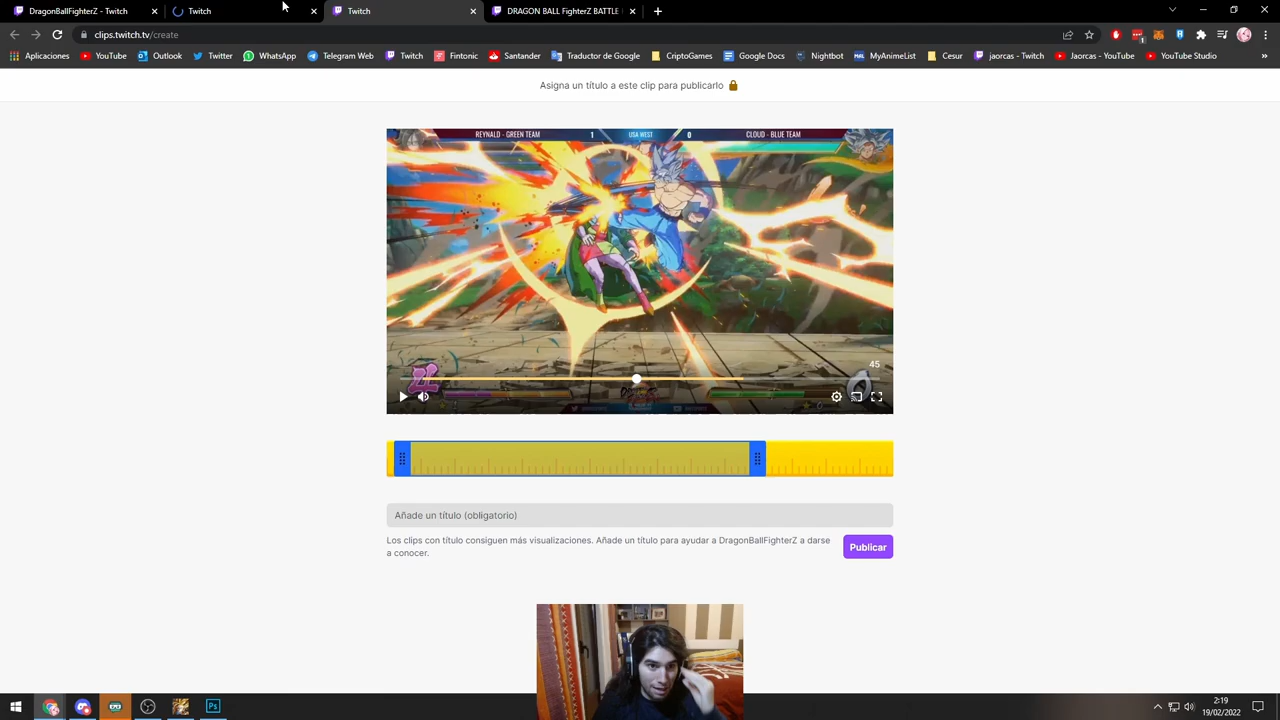 DragonBallFighterZ - Twitch
Twitch
Twitch
DRAGON BALL FighterZ BATTLE
clips.twitch.tv/create
Aplicaciones
YouTube
Outlook
Twitter
WhatsApp
Telegram Web
Twitch
Fintonic
Santander
Traductor de Google
CriptoGames
Google Docs
Nightbot
MyAnimeList
Cesur
jaorcas - Twitch
Jaorcas - YouTube
YouTube Studio
Asigna un título a este clip para publicarlo
REYNALD - GREEN TEAM 1 USA WEST 0 CLOUD - BLUE TEAM
45
Añade un título (obligatorio)
Los clips con título consiguen más visualizaciones. Añade un título para ayudar a DragonBallFighterZ a darse
a conocer.
Publicar
Ps
2:19
19/02/2022